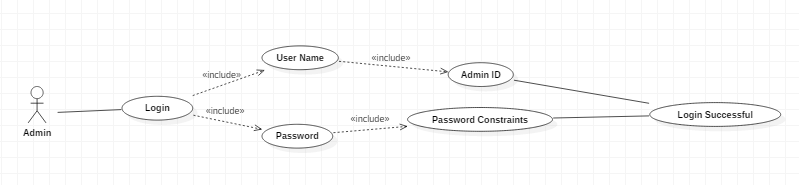 User Name
«include»
Admin ID
«include»
Login
«include»
Login Successful
Password Constraints
«include»
Admin
Password